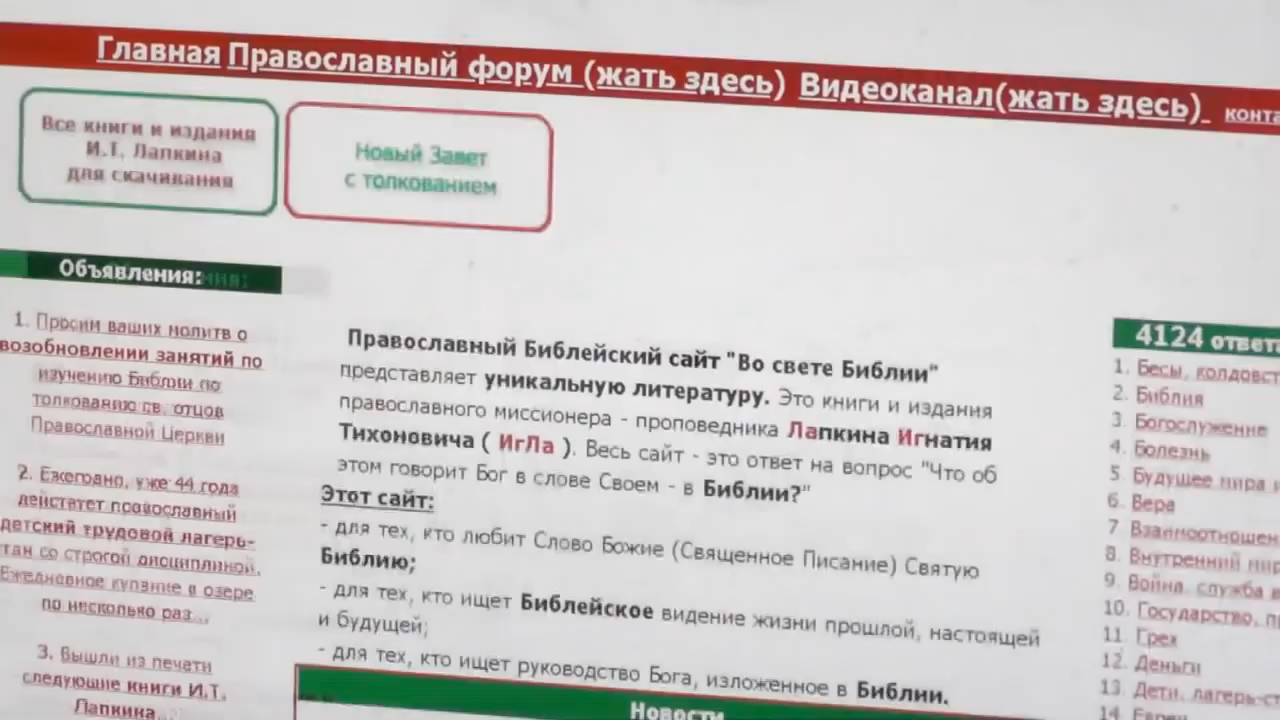 Главная Православный форум (жать здесь) Видеоканал(жать здесь)
Все книги и издания
И.Т. Лапкина
для скачивания
Новый Завет
с толкованием
Объявления:
1. Просим ваших молитв о
возобновлении занятий по
изучению Библии по
толкованию св. отцов
Православной Церкви
2. Ежегодно, уже 44 года
действует православный
детский трудовой лагерь-
стан со строгой дисциплиной.
Ежедневное купание в озере
по несколько раз...
3. Вышли из печати
следующие книги И.Т.
Лапкина...
Православный Библейский сайт "Во свете Библии"
представляет уникальную литературу. Это книги и издания
православного миссионера - проповедника Лапкина Игнатия
Тихоновича ( ИгЛа ). Весь сайт - это ответ на вопрос "Что об
этом говорит Бог в слове Своем - в Библии?"
Этот сайт:
- для тех, кто любит Слово Божие (Священное Писание) Святую
Библию;
- для тех, кто ищет Библейское видение жизни прошлой, настоящей
и будущей;
- для тех, кто ищет руководство Бога, изложенное в Библии.
Новости
4124 ответа
1. Бесы, колдовст
2. Библия
3. Богослужение
4. Болезнь
5. Будущее мира и
6. Вера
7. Взаимоотношен
8. Внутренний мир
9. Война, служба в
10. Государство, п
11. Грех
12. Деньги
13. Дети, лагерь-ст
14. Евреи